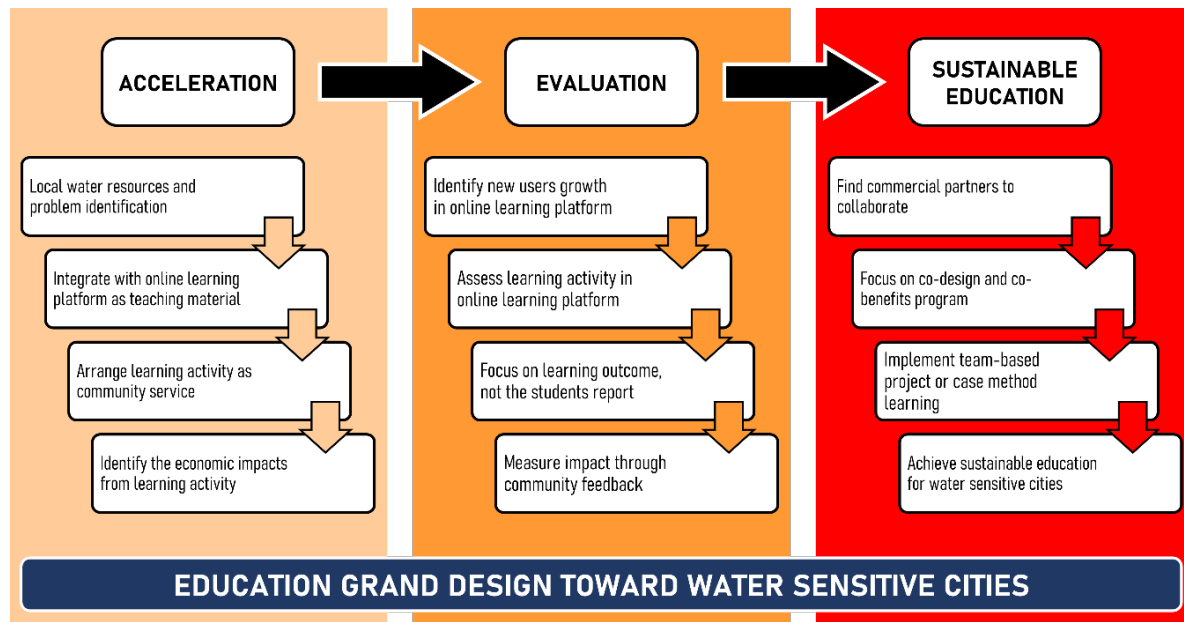 ACCELERATION
Local water resources and
problem identification
Integrate with online learning
platform as teaching material
Arrange learning activity as
community service
Identify the economic impacts
from learning activity
EVALUATION
Identify new users growth
in online learning platform
Assess learning activity in
online learning platform
Focus on learning outcome,
not the students report
Measure impact through
community feedback
SUSTAINABLE
EDUCATION
Find commercial partners to
collaborate
Focus on co-design and co-
benefits program
Implement team-based
project or case method
learning
Achieve sustainable education
for water sensitive cities
EDUCATION GRAND DESIGN TOWARD WATER SENSITIVE CITIES